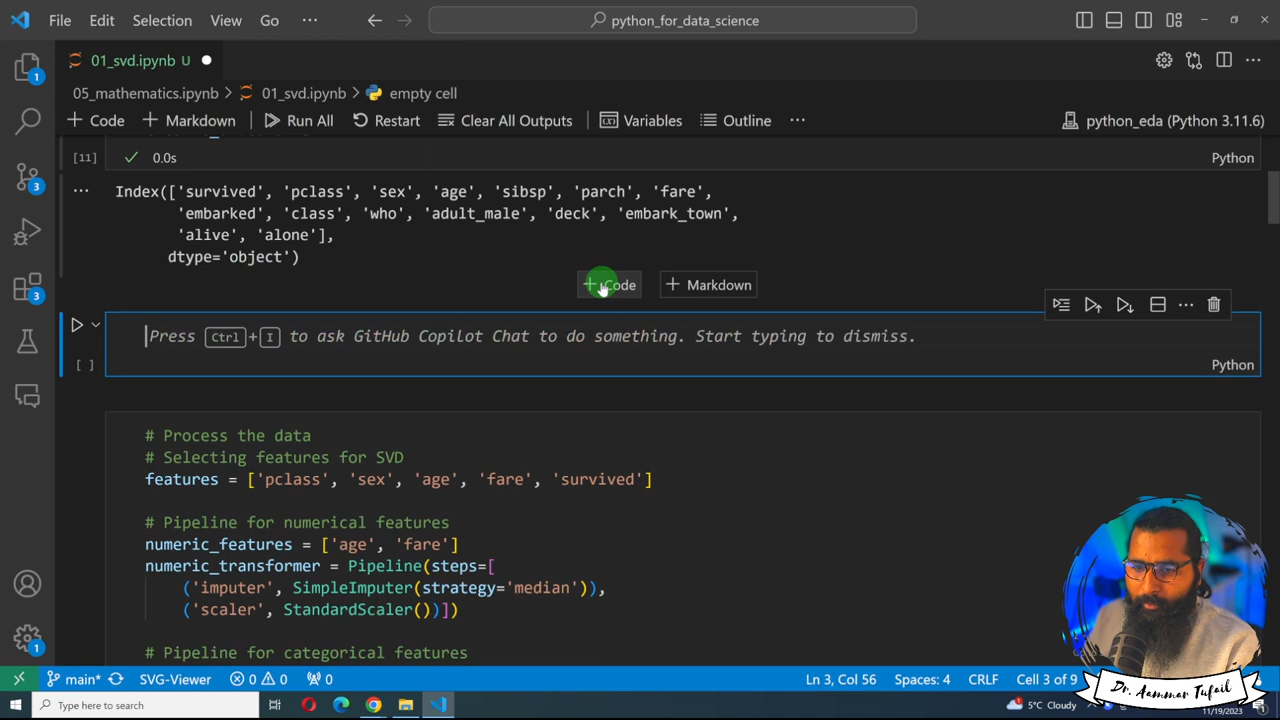 File Edit Selection View Go ··· python_for_data_science
01_svd.ipynb U
05_mathematics.ipynb > 01_svd.ipynb > empty cell
Code Markdown Run All Restart Clear All Outputs Variables Outline ··· python_eda (Python 3.11.6)
[11] 0.0s Python
Index(['survived', 'pclass', 'sex', 'age', 'sibsp', 'parch', 'fare',
'embarked', 'class', 'who', 'adult_male', 'deck', 'embark_town',
'alive', 'alone'],
dtype='object')
+ Code + Markdown
Press Ctrl+I to ask GitHub Copilot Chat to do something. Start typing to dismiss.
[ ] Python
# Process the data
# Selecting features for SVD
features = ['pclass', 'sex', 'age', 'fare', 'survived']
# Pipeline for numerical features
numeric_features = ['age', 'fare']
numeric_transformer = Pipeline(steps=[
('imputer', SimpleImputer(strategy='median')),
('scaler', StandardScaler())])
# Pipeline for categorical features
Dr. Aammar Tufail
main* SVG-Viewer 0 0 0 Ln 3, Col 56 Spaces: 4 CRLF Cell 3 of 9
Type here to search 5°C Cloudy 11/19/2023